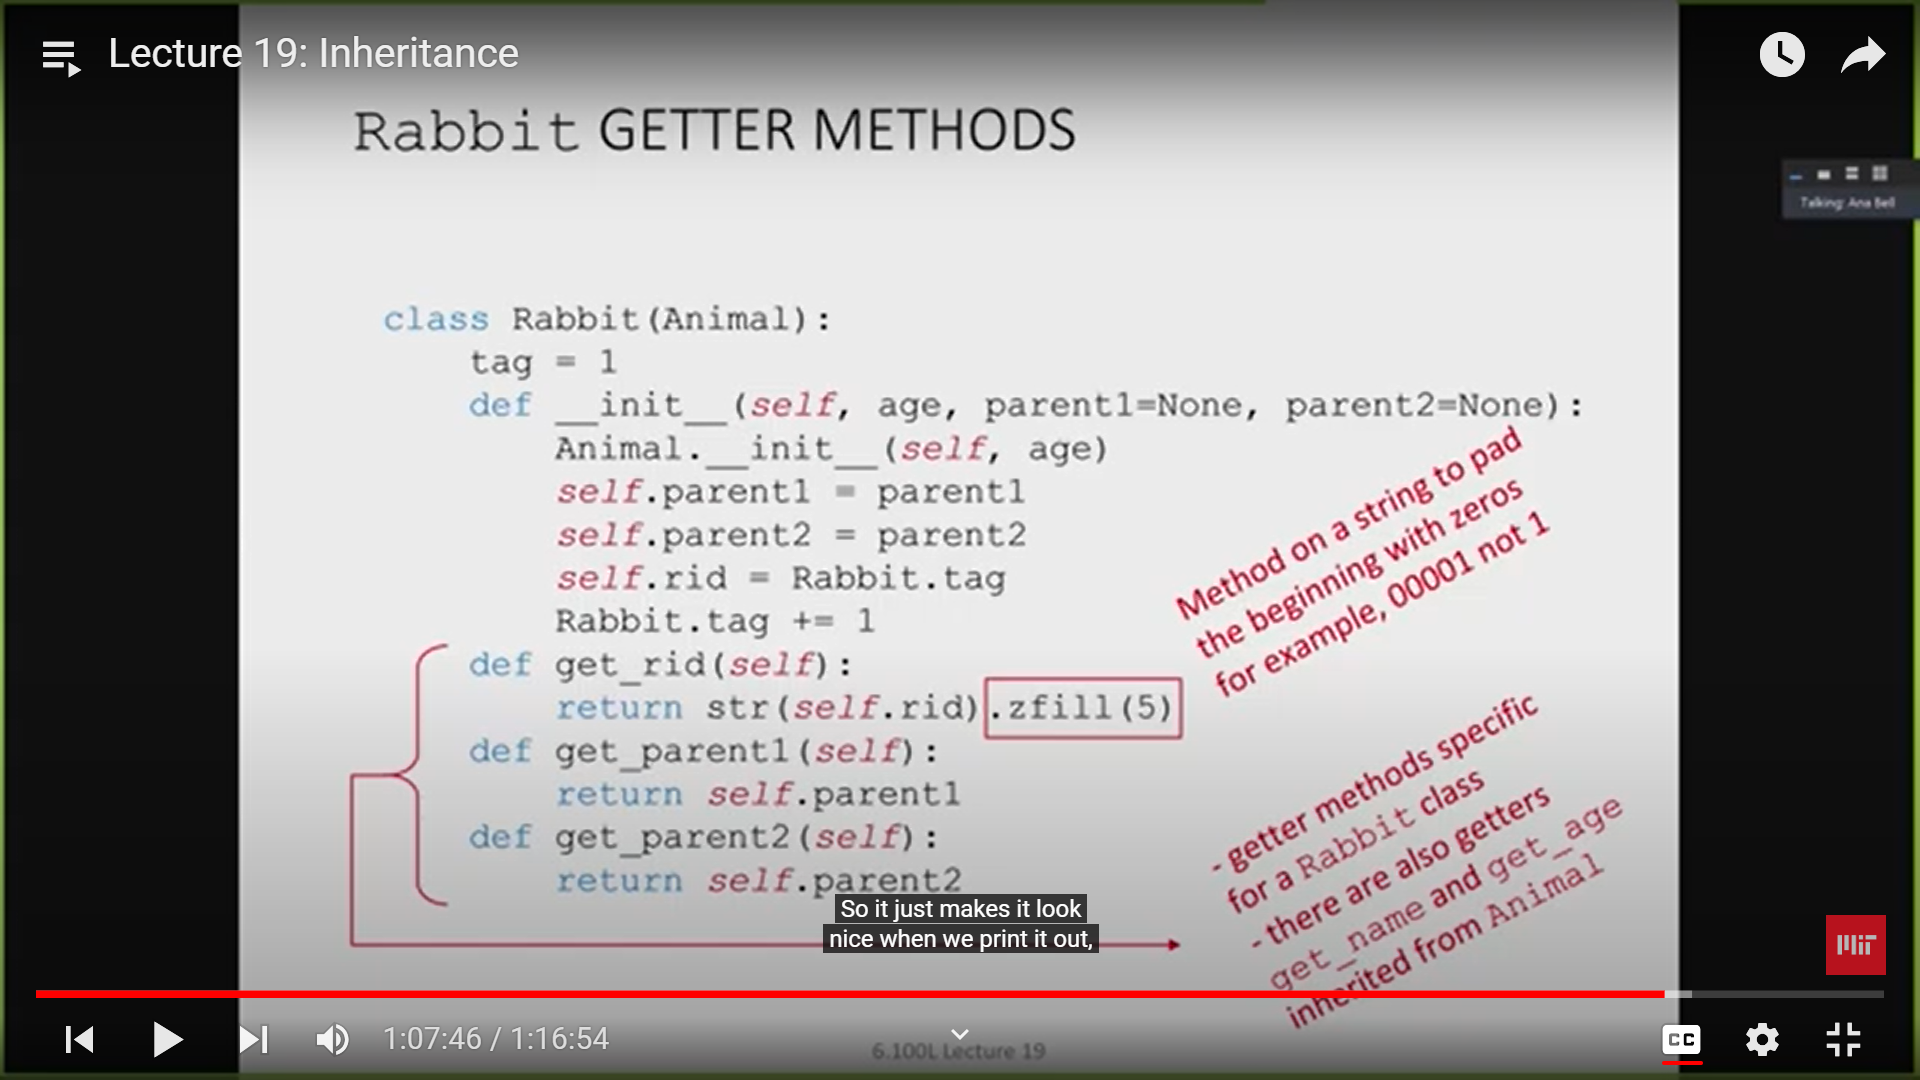 Lecture 19: Inheritance
Rabbit GETTER METHODS
Talking: Ana Bell
class Rabbit(Animal):
    tag = 1
    def __init__(self, age, parent1=None, parent2=None):
        Animal.__init__(self, age)
        self.parent1 = parent1
        self.parent2 = parent2
        self.rid = Rabbit.tag
        Rabbit.tag += 1
    def get_rid(self):
        return str(self.rid).zfill(5)
    def get_parent1(self):
        return self.parent1
    def get_parent2(self):
        return self.parent2
Method on a string to pad
the beginning with zeros
for example, 00001 not 1
- getter methods specific
for a Rabbit class
- there are also getters
get_name and get_age
inherited from Animal
So it just makes it look
nice when we print it out,
MIT
1:07:46 / 1:16:54
6.100L Lecture 19
CC